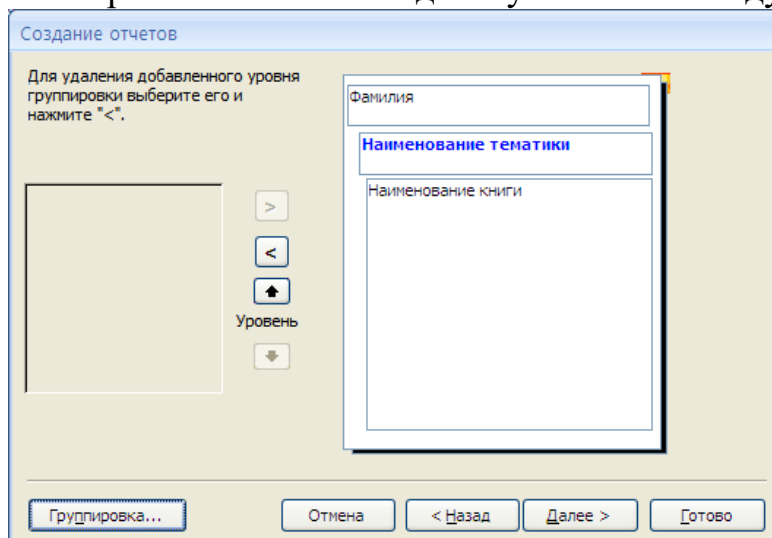 Создание отчетов
Для удаления добавленного уровня
группировки выберите его и
нажмите "<".
Фамилия
Наименование тематики
Наименование книги
>
<
Уровень
Группировка...
Отмена
< Назад
Далее >
Готово